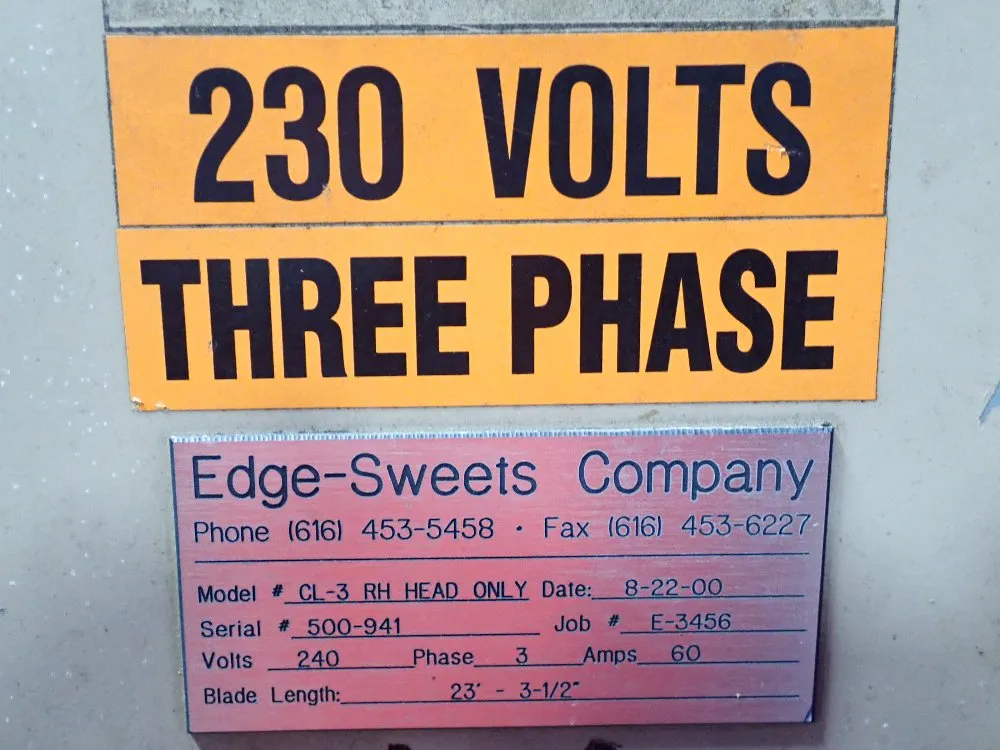 230 VOLTS
THREE PHASE
Edge-Sweets Company
Phone (616) 453-5458 • Fax (616) 453-6227
Model # CL-3 RH HEAD ONLY Date: 8-22-00
Serial # 500-941 Job # E-3456
Volts 240 Phase 3 Amps 60
Blade Length: 23' - 3-1/2"